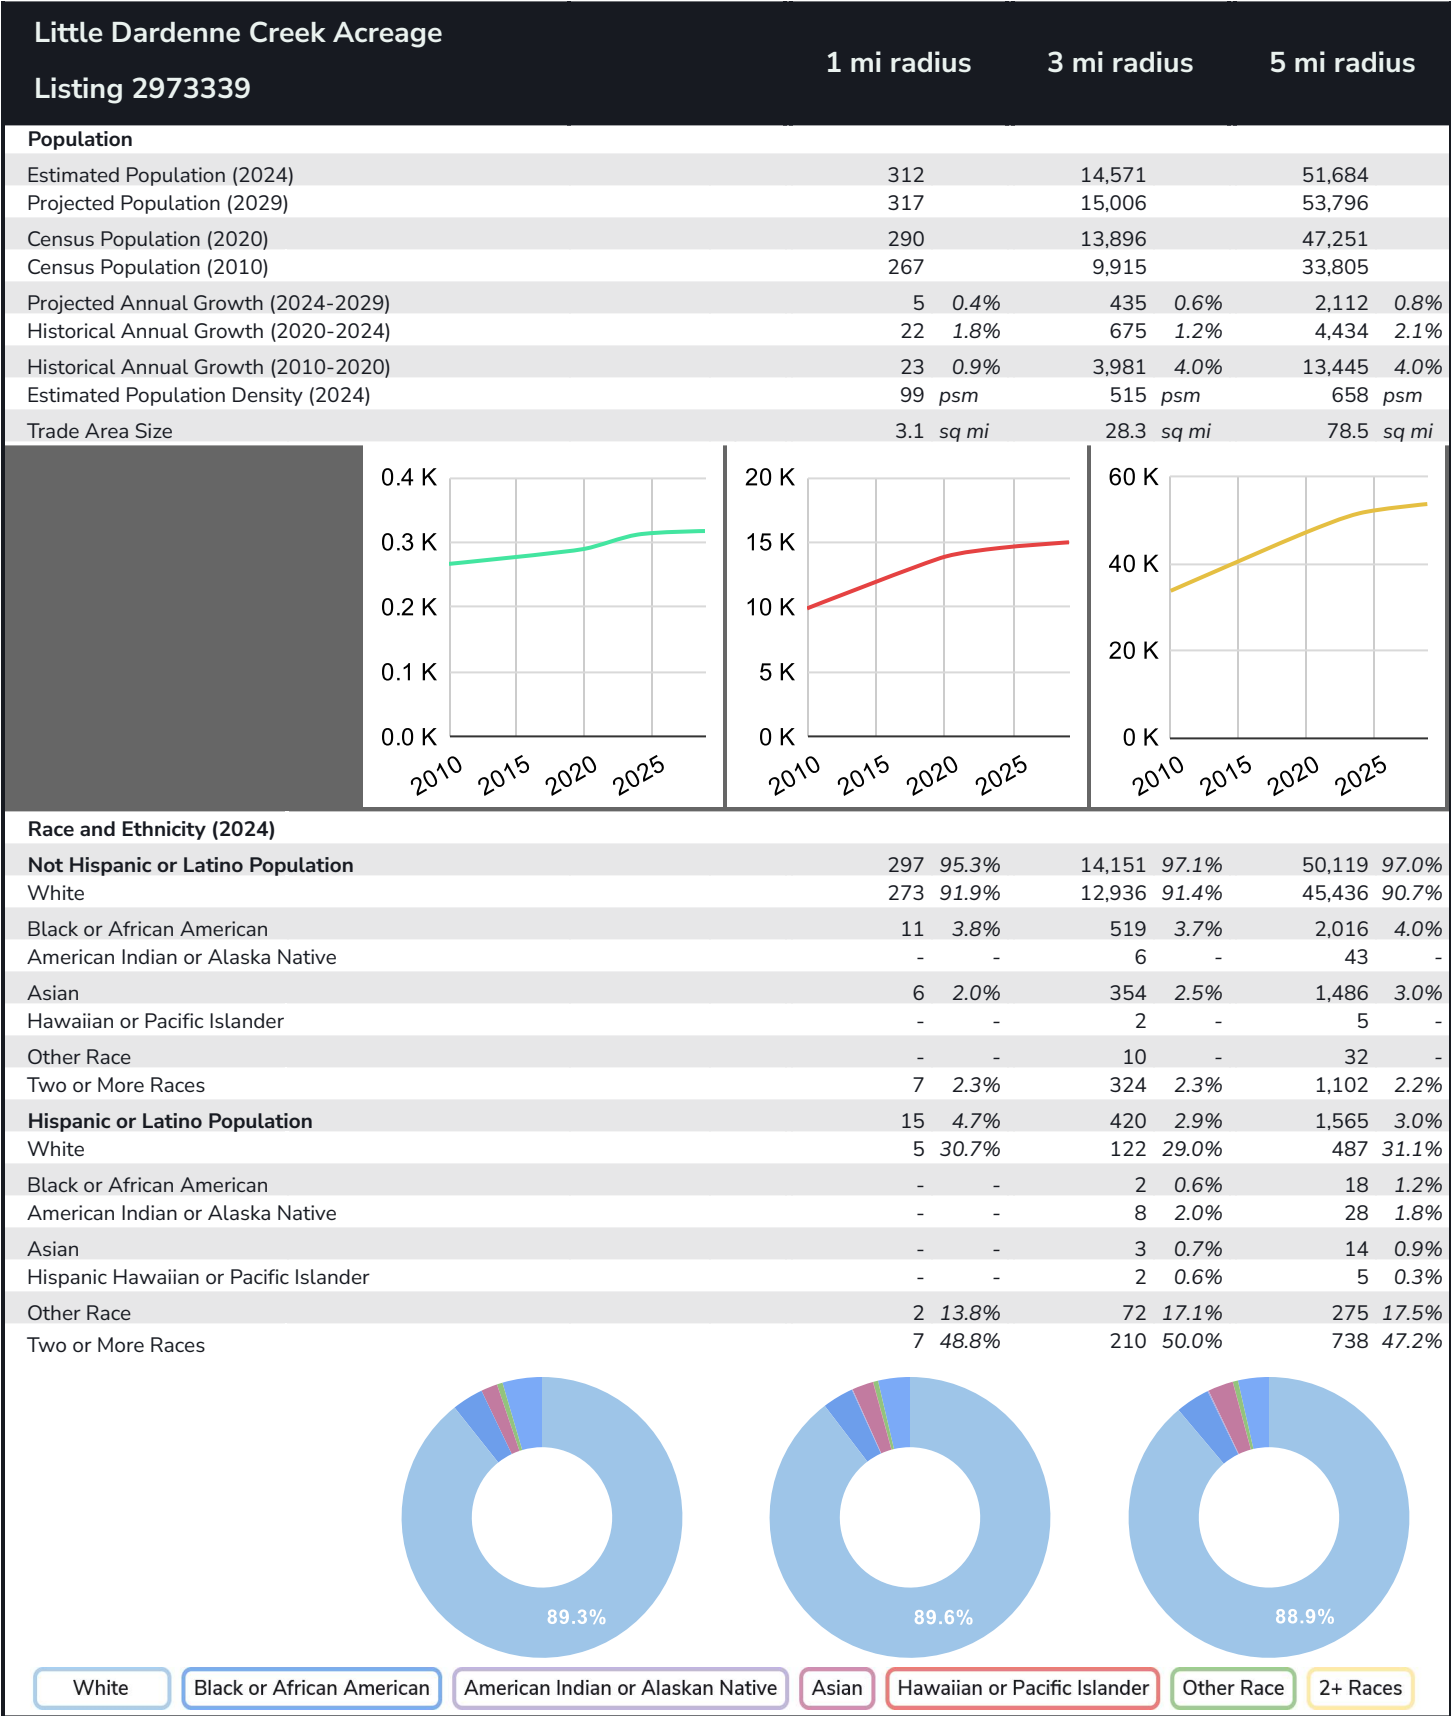 Little Dardenne Creek Acreage
Listing 2973339
1 mi radius 3 mi radius 5 mi radius
Population
Estimated Population (2024) 312 14,571 51,684
Projected Population (2029) 317 15,006 53,796
Census Population (2020) 290 13,896 47,251
Census Population (2010) 267 9,915 33,805
Projected Annual Growth (2024-2029) 5 0.4% 435 0.6% 2,112 0.8%
Historical Annual Growth (2020-2024) 22 1.8% 675 1.2% 4,434 2.1%
Historical Annual Growth (2010-2020) 23 0.9% 3,981 4.0% 13,445 4.0%
Estimated Population Density (2024) 99 psm 515 psm 658 psm
Trade Area Size 3.1 sq mi 28.3 sq mi 78.5 sq mi
0.4 K
0.3 K
0.2 K
0.1 K
0.0 K
2010 2015 2020 2025
20 K
15 K
10 K
5 K
0 K
2010 2015 2020 2025
60 K
40 K
20 K
0 K
2010 2015 2020 2025
Race and Ethnicity (2024)
Not Hispanic or Latino Population 297 95.3% 14,151 97.1% 50,119 97.0%
White 273 91.9% 12,936 91.4% 45,436 90.7%
Black or African American 11 3.8% 519 3.7% 2,016 4.0%
American Indian or Alaska Native - - 6 - 43 -
Asian 6 2.0% 354 2.5% 1,486 3.0%
Hawaiian or Pacific Islander - - 2 - 5 -
Other Race - - 10 - 32 -
Two or More Races 7 2.3% 324 2.3% 1,102 2.2%
Hispanic or Latino Population 15 4.7% 420 2.9% 1,565 3.0%
White 5 30.7% 122 29.0% 487 31.1%
Black or African American - - 2 0.6% 18 1.2%
American Indian or Alaska Native - - 8 2.0% 28 1.8%
Asian - - 3 0.7% 14 0.9%
Hispanic Hawaiian or Pacific Islander - - 2 0.6% 5 0.3%
Other Race 2 13.8% 72 17.1% 275 17.5%
Two or More Races 7 48.8% 210 50.0% 738 47.2%
89.3% 89.6% 88.9%
White Black or African American American Indian or Alaskan Native Asian Hawaiian or Pacific Islander Other Race 2+ Races